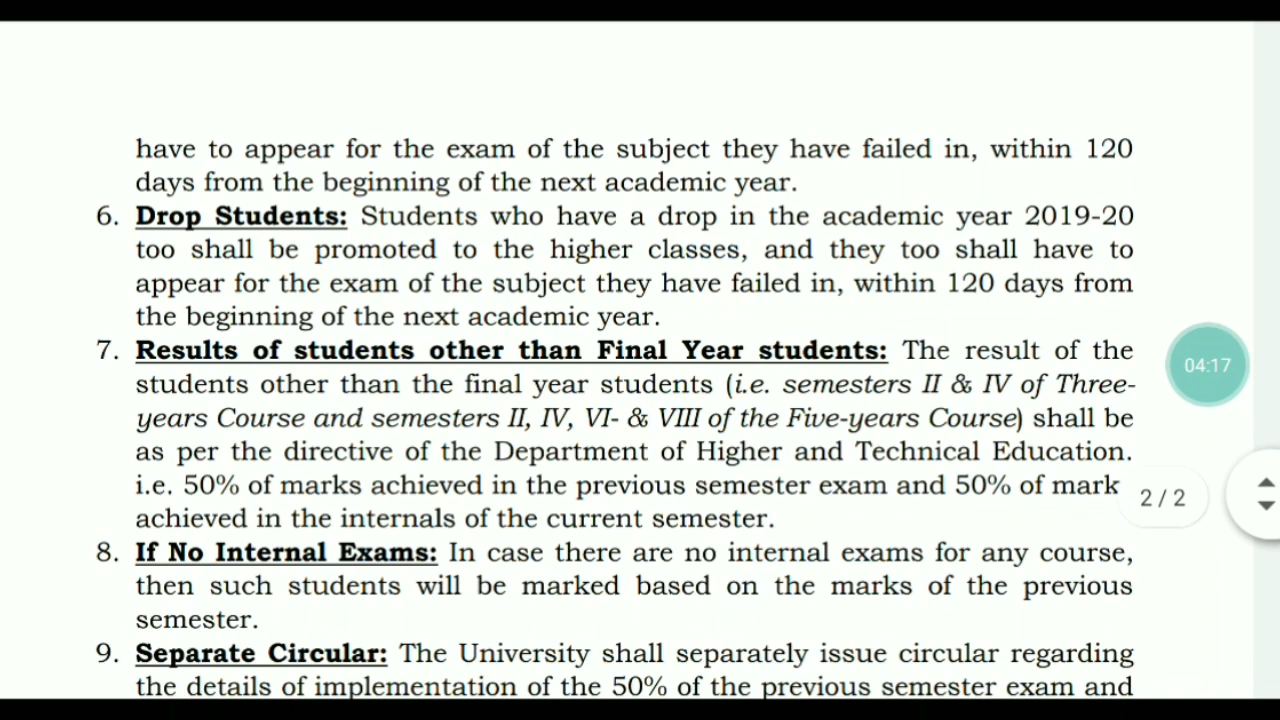 have to appear for the exam of the subject they have failed in, within 120
days from the beginning of the next academic year.
6. Drop Students: Students who have a drop in the academic year 2019-20
too shall be promoted to the higher classes, and they too shall have to
appear for the exam of the subject they have failed in, within 120 days from
the beginning of the next academic year.
7. Results of students other than Final Year students: The result of the
students other than the final year students (i.e. semesters II & IV of Three-
years Course and semesters II, IV, VI- & VIII of the Five-years Course) shall be
as per the directive of the Department of Higher and Technical Education.
i.e. 50% of marks achieved in the previous semester exam and 50% of mark
achieved in the internals of the current semester.
8. If No Internal Exams: In case there are no internal exams for any course,
then such students will be marked based on the marks of the previous
semester.
9. Separate Circular: The University shall separately issue circular regarding
the details of implementation of the 50% of the previous semester exam and
04:17
2 / 2